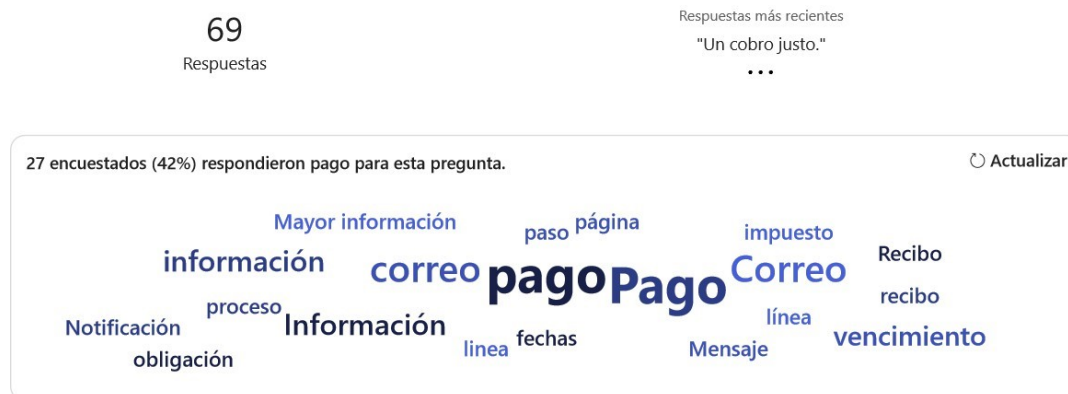 69
Respuestas
Respuestas más recientes
"Un cobro justo."
...
27 encuestados (42%) respondieron pago para esta pregunta.
Actualizar
Mayor información
paso
página
impuesto
información
correo
pago
Pago
Correo
Recibo
recibo
proceso
Notificación
Información
línea
vencimiento
linea
fechas
Mensaje
obligación